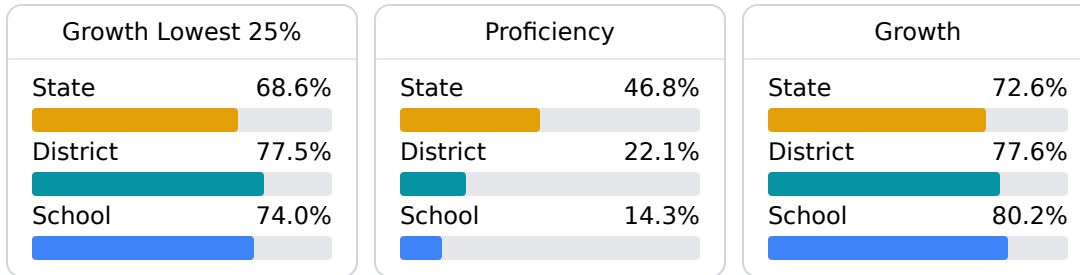 Growth Lowest 25%
State 68.6%
District 77.5%
School 74.0%
Proficiency
State 46.8%
District 22.1%
School 14.3%
Growth
State 72.6%
District 77.6%
School 80.2%